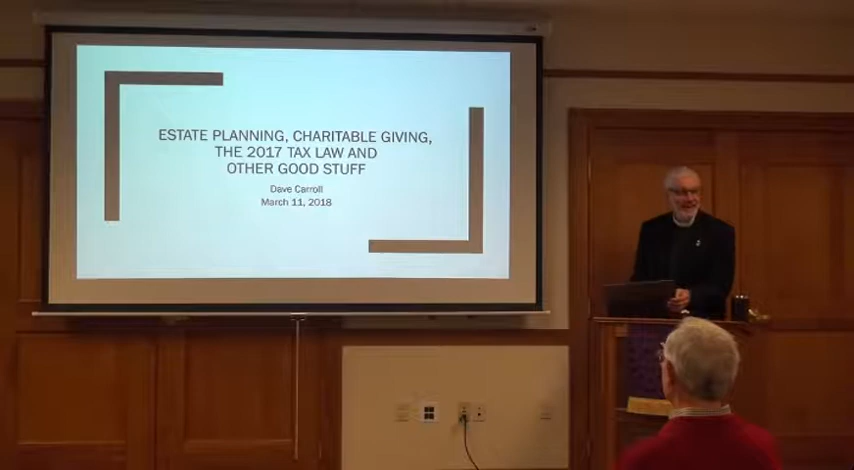 ESTATE PLANNING, CHARITABLE GIVING,
THE 2017 TAX LAW AND
OTHER GOOD STUFF
Dave Carroll
March 11, 2018